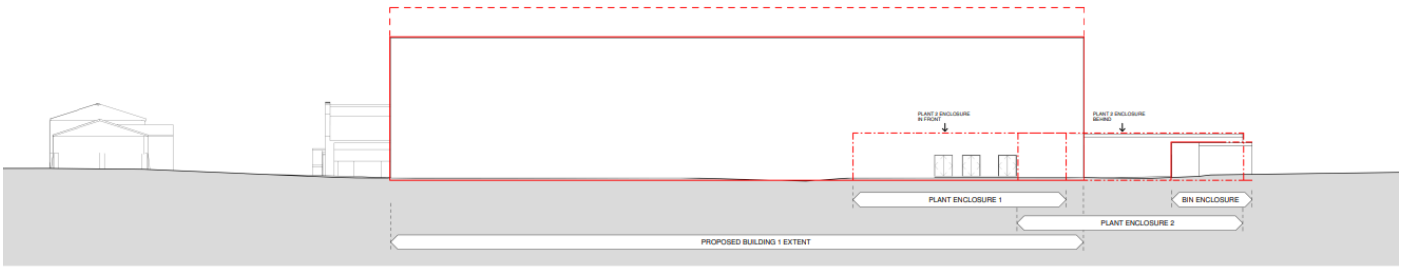 PLANT 2 ENCLOSURE
IN FRONT
PLANT 2 ENCLOSURE
BEHIND
PLANT ENCLOSURE 1
BIN ENCLOSURE
PLANT ENCLOSURE 2
PROPOSED BUILDING 1 EXTENT